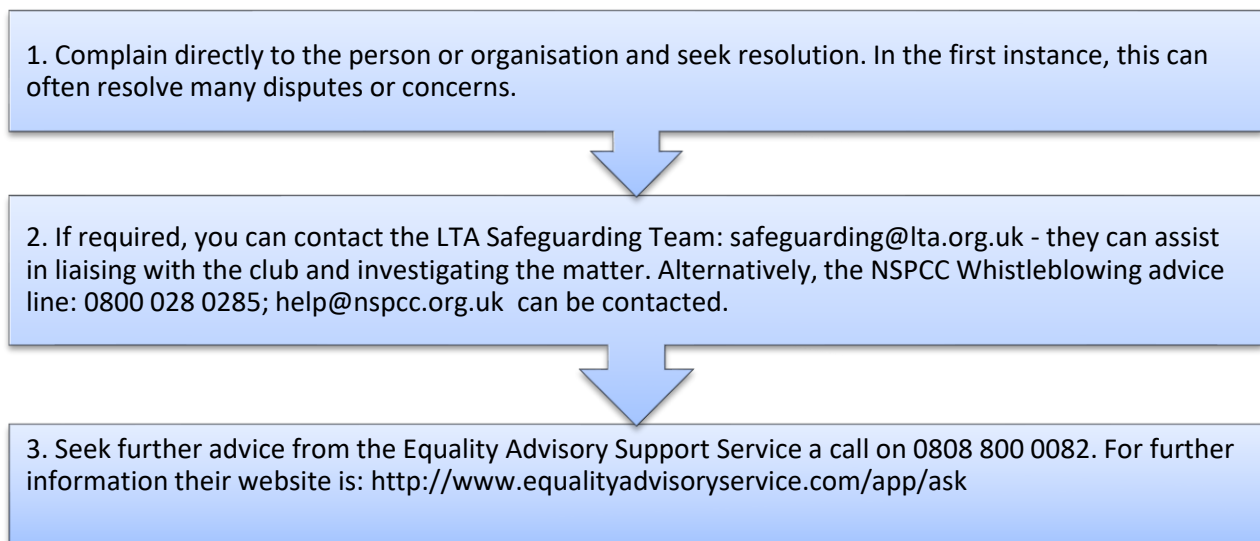 1. Complain directly to the person or organisation and seek resolution. In the first instance, this can
often resolve many disputes or concerns.
2. If required, you can contact the LTA Safeguarding Team: safeguarding@lta.org.uk - they can assist
in liaising with the club and investigating the matter. Alternatively, the NSPCC Whistleblowing advice
line: 0800 028 0285; help@nspcc.org.uk  can be contacted.
3. Seek further advice from the Equality Advisory Support Service a call on 0808 800 0082. For further
information their website is: http://www.equalityadvisoryservice.com/app/ask